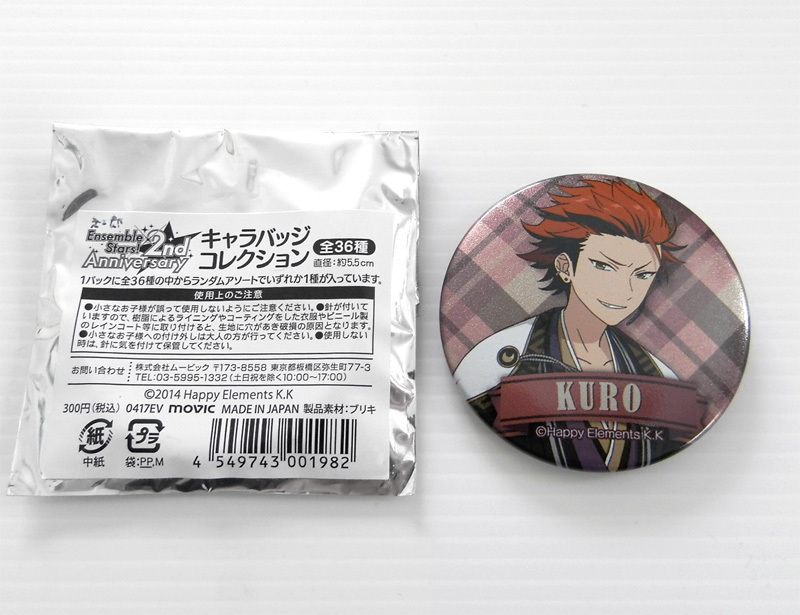 Ensemble Stars! 2nd Anniversary
キャラバッジ
コレクション
全36種
直径:約5.5cm
1パックに全36種の中からランダムアソートでいずれか1種が入っています。
使用上のご注意
●小さなお子様が誤って使用しないようにご注意ください。●針が付いて
いますので、樹脂によるライニングやコーティングをした衣服やビニール製
のレインコート等に取り付けると、生地に穴があき破損の原因となります。
●小さなお子様への付け外しは大人の方が行ってください。●使用しない
時は、針に気を付けて保管してください。
お問い合わせ
株式会社ムービック 〒173-8558 東京都板橋区弥生町77-3
TEL:03-5995-1332(土日祝を除く10:00〜17:00)
©2014 Happy Elements K.K
300円(税込) 0417EV movic MADE IN JAPAN 製品素材:ブリキ
紙
中紙
プラ
袋:PP,M
4 549743 001982
KURO
©Happy Elements K.K